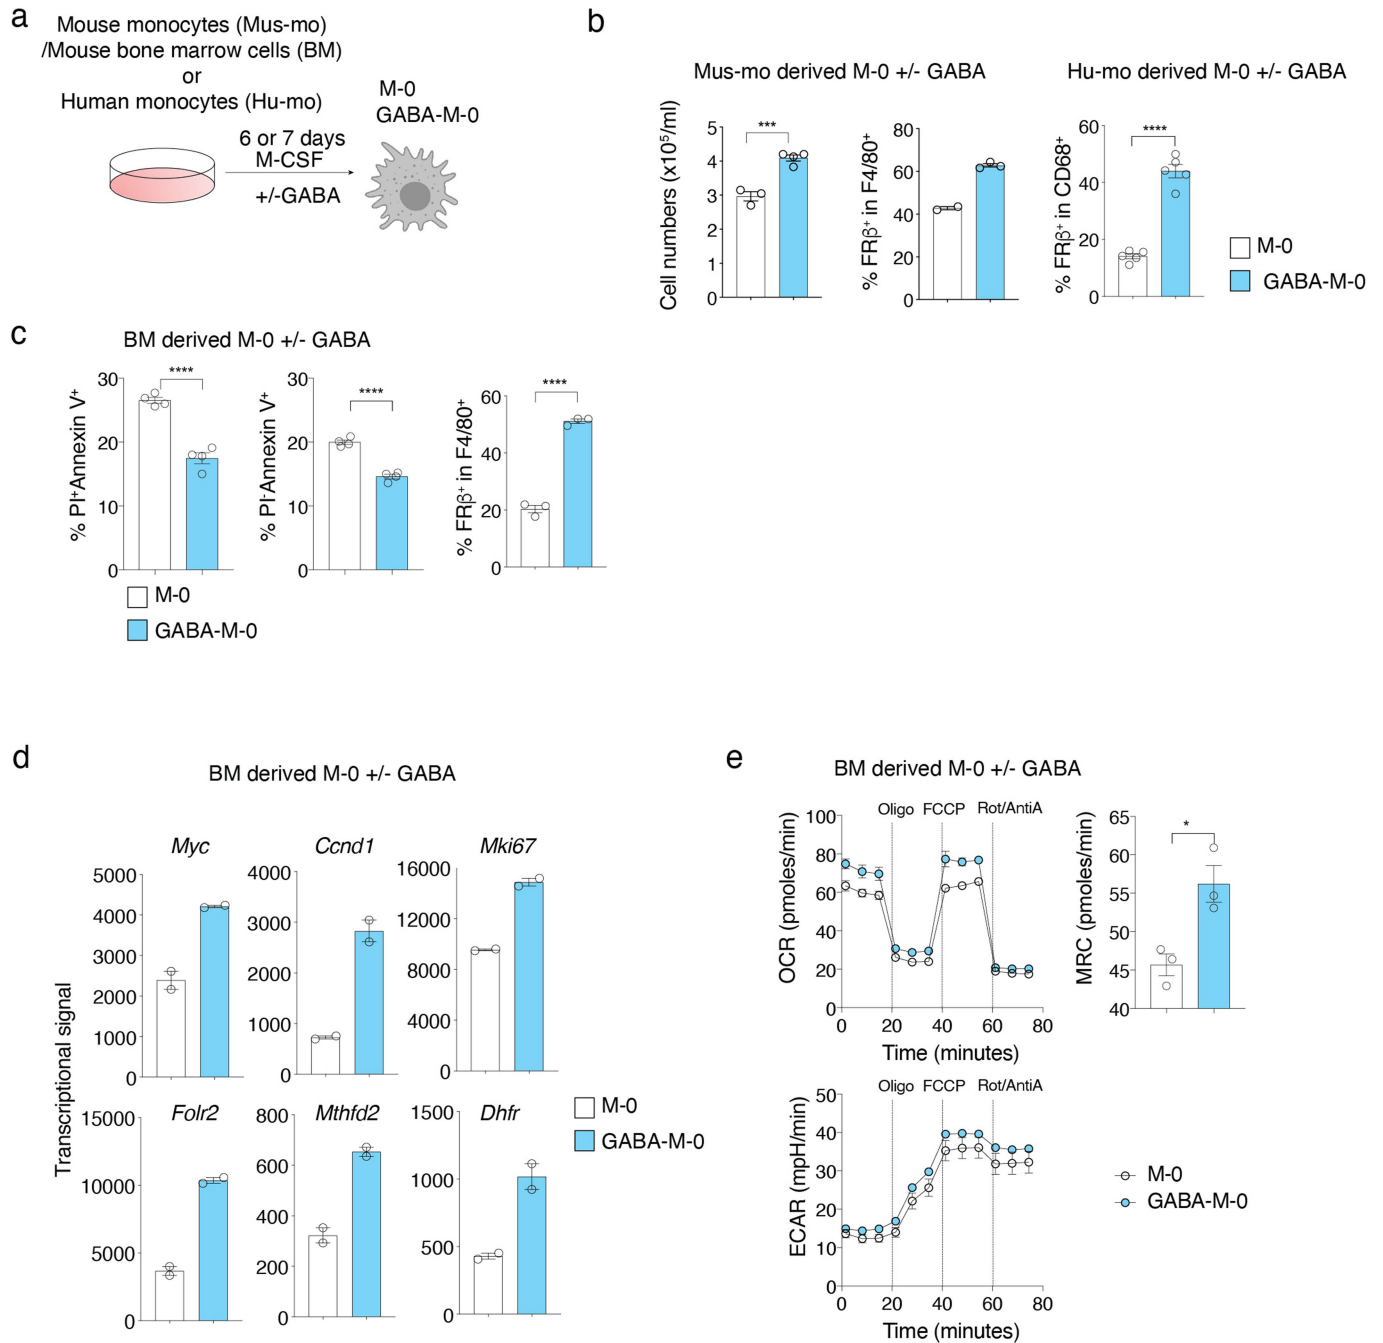 a
Mouse monocytes (Mus-mo)
/Mouse bone marrow cells (BM)
or
Human monocytes (Hu-mo)
6 or 7 days
M-CSF
+/-GABA
M-0
GABA-M-0
b
Mus-mo derived M-0 +/- GABA
Cell numbers (x10⁵/ml)
5
4
3
2
1
0
***
% FRβ⁺ in F4/80⁺
80
60
40
20
0
Hu-mo derived M-0 +/- GABA
% FRβ⁺ in CD68⁺
60
40
20
0
****
M-0
GABA-M-0
c
BM derived M-0 +/- GABA
% PI⁺Annexin V⁺
30
20
10
0
****
% PI⁻Annexin V⁺
30
20
10
0
****
% FRβ⁺ in F4/80⁺
60
40
20
0
****
M-0
GABA-M-0
d
BM derived M-0 +/- GABA
Transcriptional signal
Myc
5000
4000
3000
2000
1000
0
Ccnd1
4000
3000
2000
1000
0
Mki67
16000
12000
8000
4000
0
Folr2
15000
10000
5000
0
Mthfd2
800
600
400
200
0
Dhfr
1500
1000
500
0
M-0
GABA-M-0
e
BM derived M-0 +/- GABA
Oligo FCCP Rot/AntiA
OCR (pmoles/min)
100
80
60
40
20
0
0 20 40 60 80
Time (minutes)
MRC (pmoles/min)
65
60
55
50
45
40
*
Oligo FCCP Rot/AntiA
ECAR (mpH/min)
50
40
30
20
10
0
0 20 40 60 80
Time (minutes)
M-0
GABA-M-0